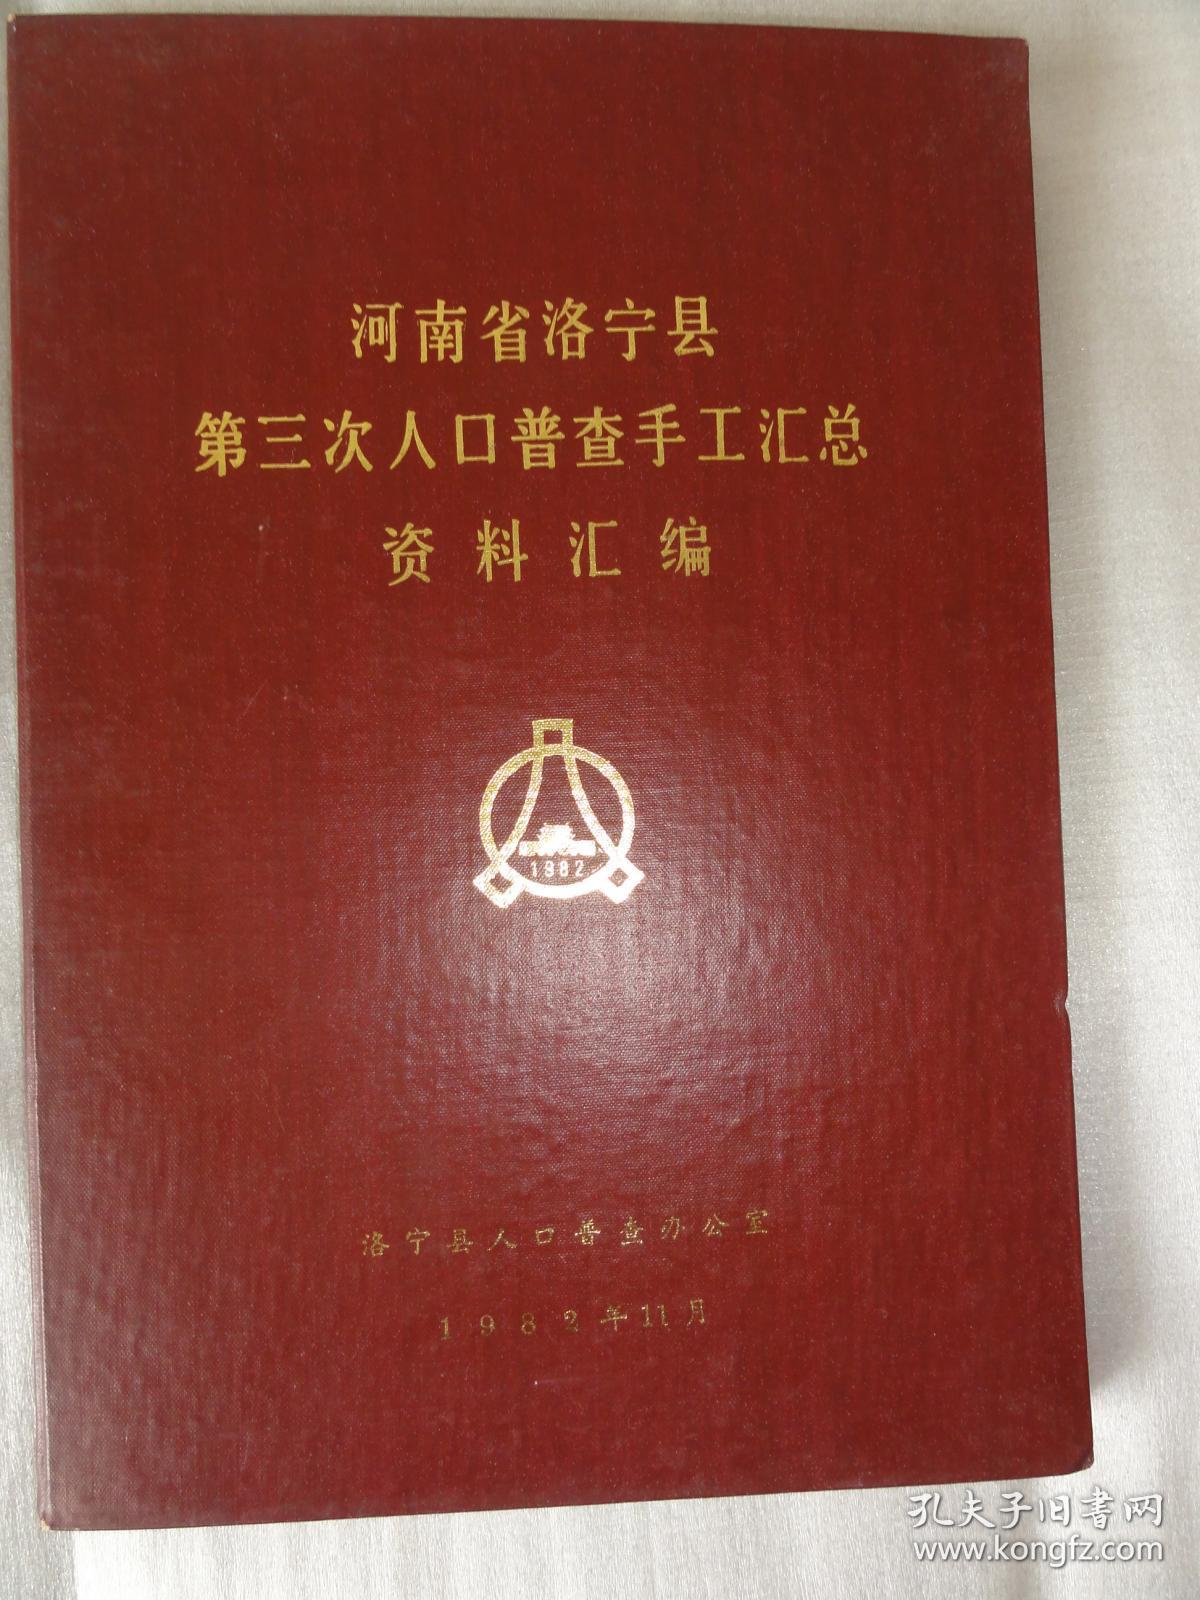 河南省洛宁县
第三次人口普查手工汇总
资料汇编
1982
洛宁县人口普查办公室
1982年11月
孔夫子旧书网
www.kongfz.com